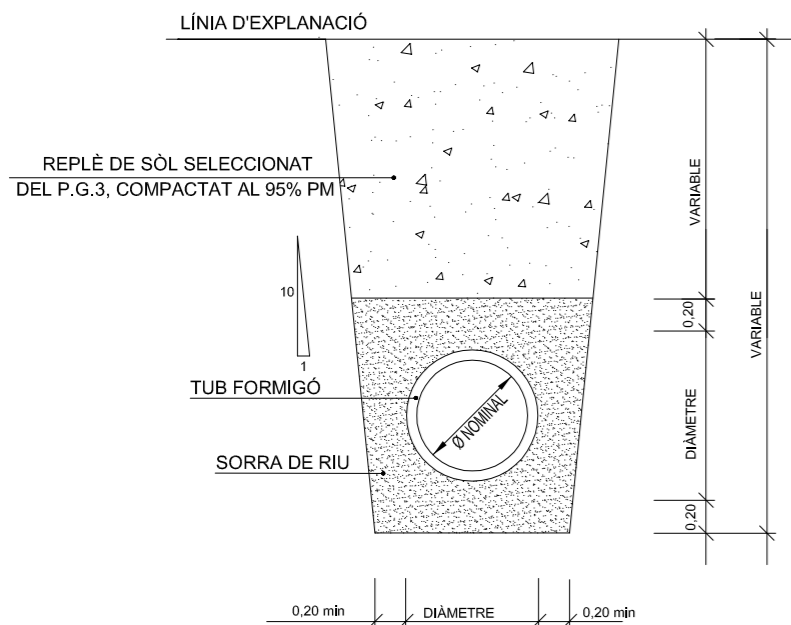 LÍNIA D'EXPLANACIÓ
REPLÈ DE SÒL SELECCIONAT
DEL P.G.3, COMPACTAT AL 95% PM
VARIABLE
10
1
0,20
VARIABLE
TUB FORMIGÓ
Ø NOMINAL
DIÀMETRE
SORRA DE RIU
0,20
0,20 min
DIÀMETRE
0,20 min